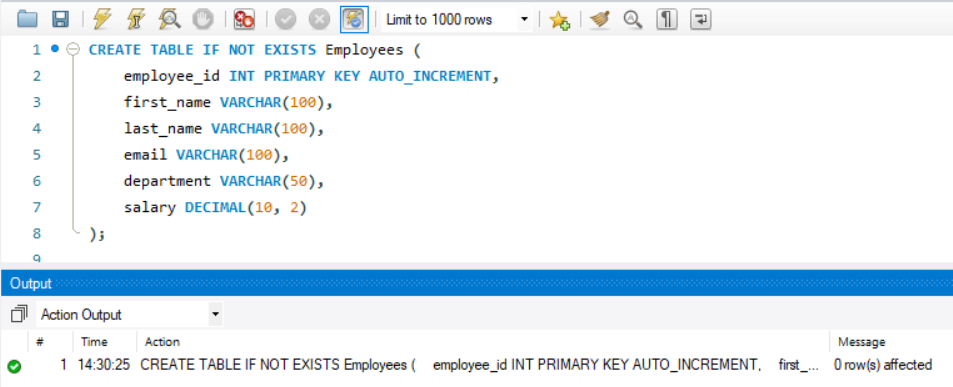 Limit to 1000 rows
1 CREATE TABLE IF NOT EXISTS Employees (
2 employee_id INT PRIMARY KEY AUTO_INCREMENT,
3 first_name VARCHAR(100),
4 last_name VARCHAR(100),
5 email VARCHAR(100),
6 department VARCHAR(50),
7 salary DECIMAL(10, 2)
8 );
9
Output
Action Output
# Time Action Message
1 14:30:25 CREATE TABLE IF NOT EXISTS Employees ( employee_id INT PRIMARY KEY AUTO_INCREMENT, first_... 0 row(s) affected